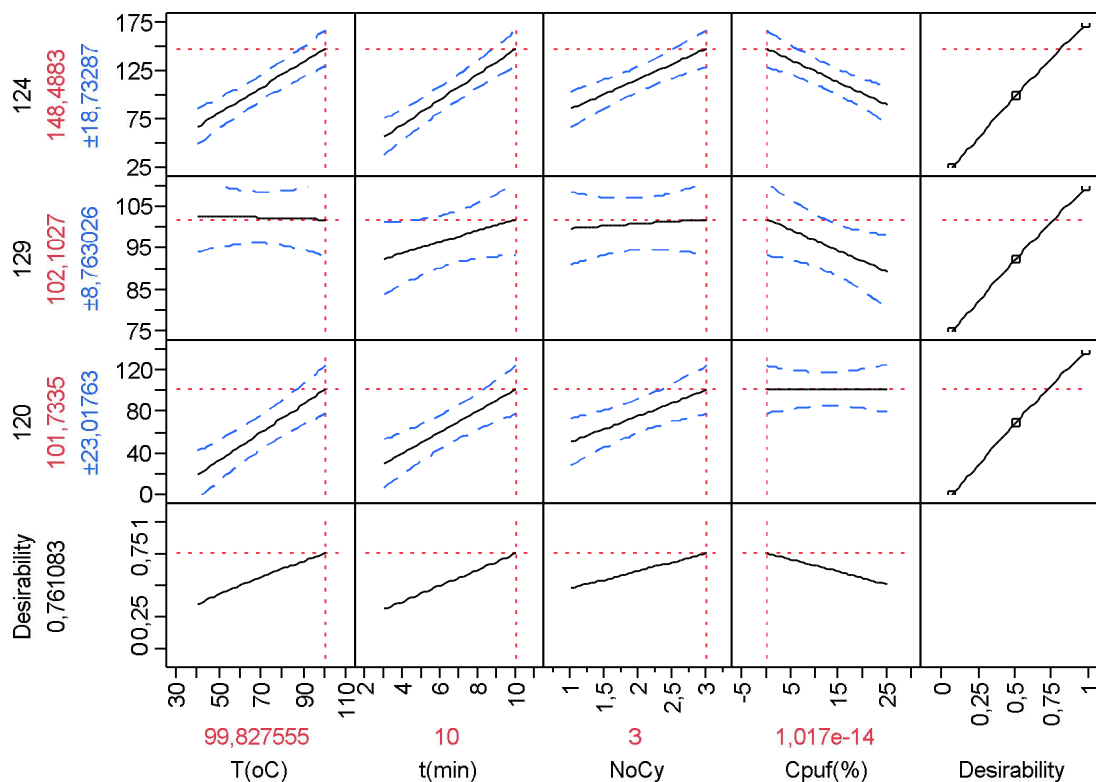 124
148,4883
±18,73287
175
125
75
25
129
102,1027
±8,763026
105
95
85
75
120
101,7335
±23,01763
120
80
40
0
Desirability
0,761083
00,25 0,751
30 50 70 90 110
2 4 6 8 10 12
1 1,5 2 2,5 3
-5 5 15 25
0 0,25 0,5 0,75 1
99,827555 10 3 1,017e-14
T(oC) t(min) NoCy Cpuf(%) Desirability